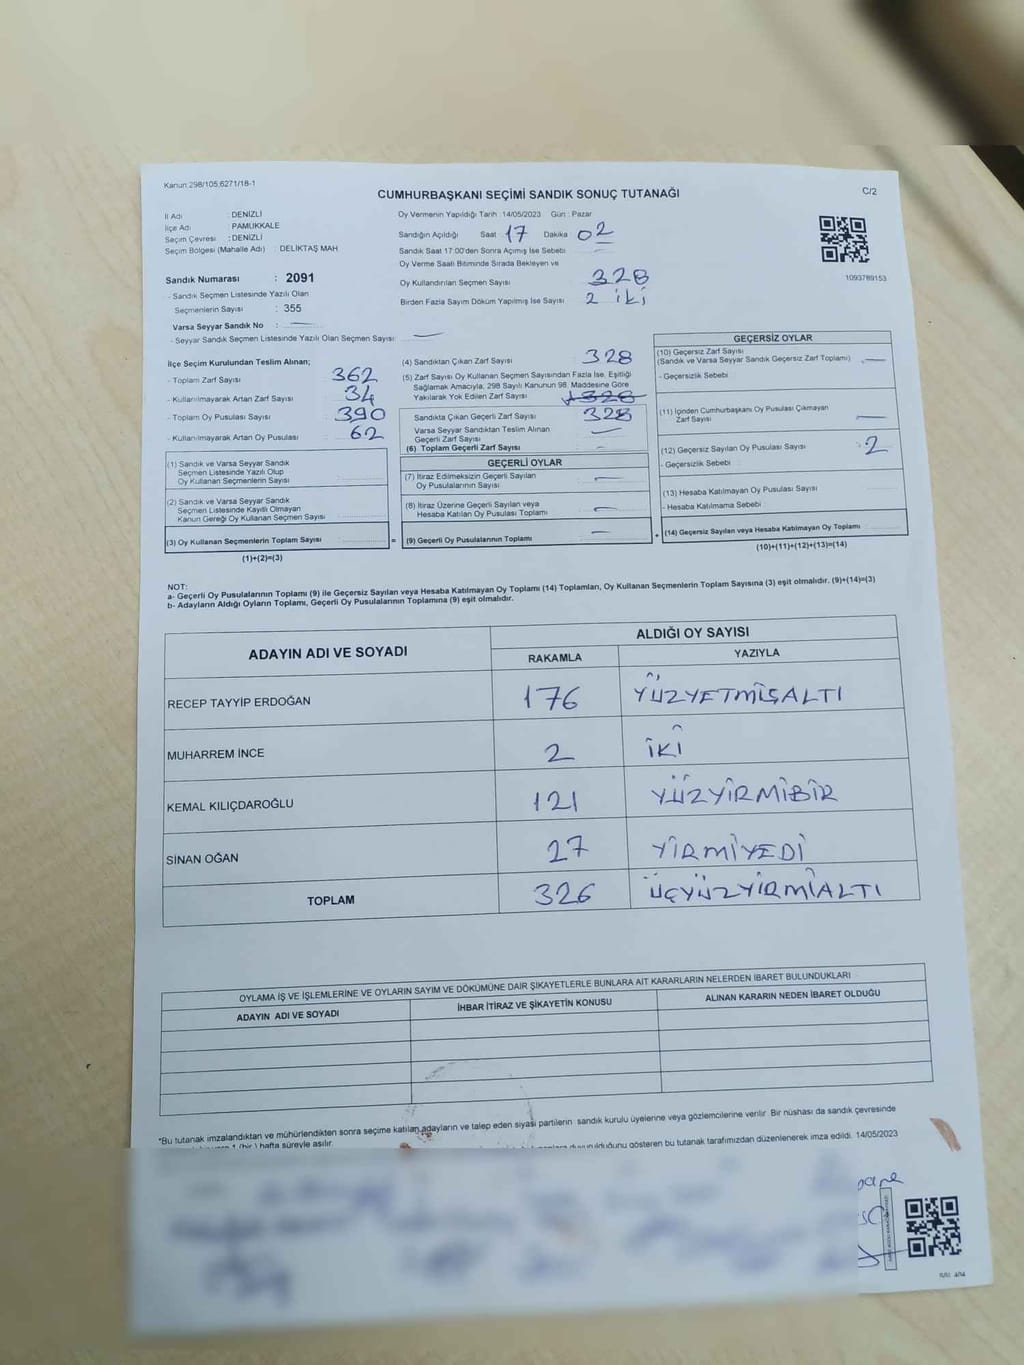 Kanun:298/105,6271/18-1
CUMHURBAŞKANI SEÇİMİ SANDIK SONUÇ TUTANAĞI
C/2
İl Adı : DENİZLİ
İlçe Adı : PAMUKKALE
Seçim Çevresi : DENİZLİ
Seçim Bölgesi (Mahalle Adı) : DELİKTAŞ MAH
Oy Vermenin Yapıldığı Tarih : 14/05/2023 Gün : Pazar
Sandığın Açıldığı Saat 17 Dakika 02
Sandık Saat 17:00'den Sonra Açılmış İse Sebebi
Oy Verme Saati Bitiminde Sırada Bekleyen ve
Oy Kullandırılan Seçmen Sayısı 328
Birden Fazla Sayım Döküm Yapılmış İse Sayısı 2 iki
1093789153
Sandık Numarası : 2091
- Sandık Seçmen Listesinde Yazılı Olan
Seçmenlerin Sayısı : 355
Varsa Seyyar Sandık No :
- Seyyar Sandık Seçmen Listesinde Yazılı Olan Seçmen Sayısı :
İlçe Seçim Kurulundan Teslim Alınan;
- Toplam Zarf Sayısı 362
- Kullanılmayarak Artan Zarf Sayısı 34
- Toplam Oy Pusulası Sayısı 390
- Kullanılmayarak Artan Oy Pusulası 62
(1) Sandık ve Varsa Seyyar Sandık
Seçmen Listesinde Yazılı Olup
Oy Kullanan Seçmenlerin Sayısı
(2) Sandık ve Varsa Seyyar Sandık
Seçmen Listesinde Kayıtlı Olmayan
Kanun Gereği Oy Kullanan Seçmen Sayısı
(3) Oy Kullanan Seçmenlerin Toplam Sayısı
=
(1)+(2)=(3)
(4) Sandıktan Çıkan Zarf Sayısı 328
(5) Zarf Sayısı Oy Kullanan Seçmen Sayısından Fazla İse, Eşitliği
Sağlamak Amacıyla, 298 Sayılı Kanunun 98. Maddesine Göre
Yakılarak Yok Edilen Zarf Sayısı 328
Sandıkta Çıkan Geçerli Zarf Sayısı 328
Varsa Seyyar Sandıktan Teslim Alınan
Geçerli Zarf Sayısı
(6) Toplam Geçerli Zarf Sayısı
GEÇERLİ OYLAR
(7) İtiraz Edilmeksizin Geçerli Sayılan
Oy Pusulalarının Sayısı
(8) İtiraz Üzerine Geçerli Sayılan veya
Hesaba Katılan Oy Pusulası Toplamı
(9) Geçerli Oy Pusulalarının Toplamı
+
GEÇERSİZ OYLAR
(10) Geçersiz Zarf Sayısı
(Sandık ve Varsa Seyyar Sandık Geçersiz Zarf Toplamı)
- Geçersizlik Sebebi
(11) İçinden Cumhurbaşkanı Oy Pusulası Çıkmayan
Zarf Sayısı
(12) Geçersiz Sayılan Oy Pusulası Sayısı 2
- Geçersizlik Sebebi :
(13) Hesaba Katılmayan Oy Pusulası Sayısı
- Hesaba Katılmama Sebebi
(14) Geçersiz Sayılan veya Hesaba Katılmayan Oy Toplamı
(10)+(11)+(12)+(13)=(14)
NOT:
a- Geçerli Oy Pusulalarının Toplamı (9) ile Geçersiz Sayılan veya Hesaba Katılmayan Oy Toplamı (14) Toplamları, Oy Kullanan Seçmenlerin Toplam Sayısına (3) eşit olmalıdır. (9)+(14)=(3)
b- Adayların Aldığı Oyların Toplamı, Geçerli Oy Pusulalarının Toplamına (9) eşit olmalıdır.
ADAYIN ADI VE SOYADI
ALDIĞI OY SAYISI
RAKAMLA YAZIYLA
RECEP TAYYİP ERDOĞAN 176 YÜZYETMİŞALTI
MUHARREM İNCE 2 İKİ
KEMAL KILIÇDAROĞLU 121 YÜZYİRMİBİR
SİNAN OĞAN 27 YİRMİYEDİ
TOPLAM 326 ÜÇYÜZYİRMİALTI
OYLAMA İŞ VE İŞLEMLERİNE VE OYLARIN SAYIM VE DÖKÜMÜNE DAİR ŞİKAYETLERLE BUNLARA AİT KARARLARIN NELERDEN İBARET BULUNDUKLARI
ADAYIN ADI VE SOYADI İHBAR İTİRAZ VE ŞİKAYETİN KONUSU ALINAN KARARIN NEDEN İBARET OLDUĞU
*Bu tutanak imzalandıktan ve mühürlendikten sonra seçime katılan adayların ve talep eden siyasi partilerin sandık kurulu üyelerine veya gözlemcilerine verilir. Bir nüshası da sandık çevresinde
1 (bir) hafta süreyle asılır.
duyurulduğunu gösteren bu tutanak tarafımızdan düzenlenerek imza edildi. 14/05/2023